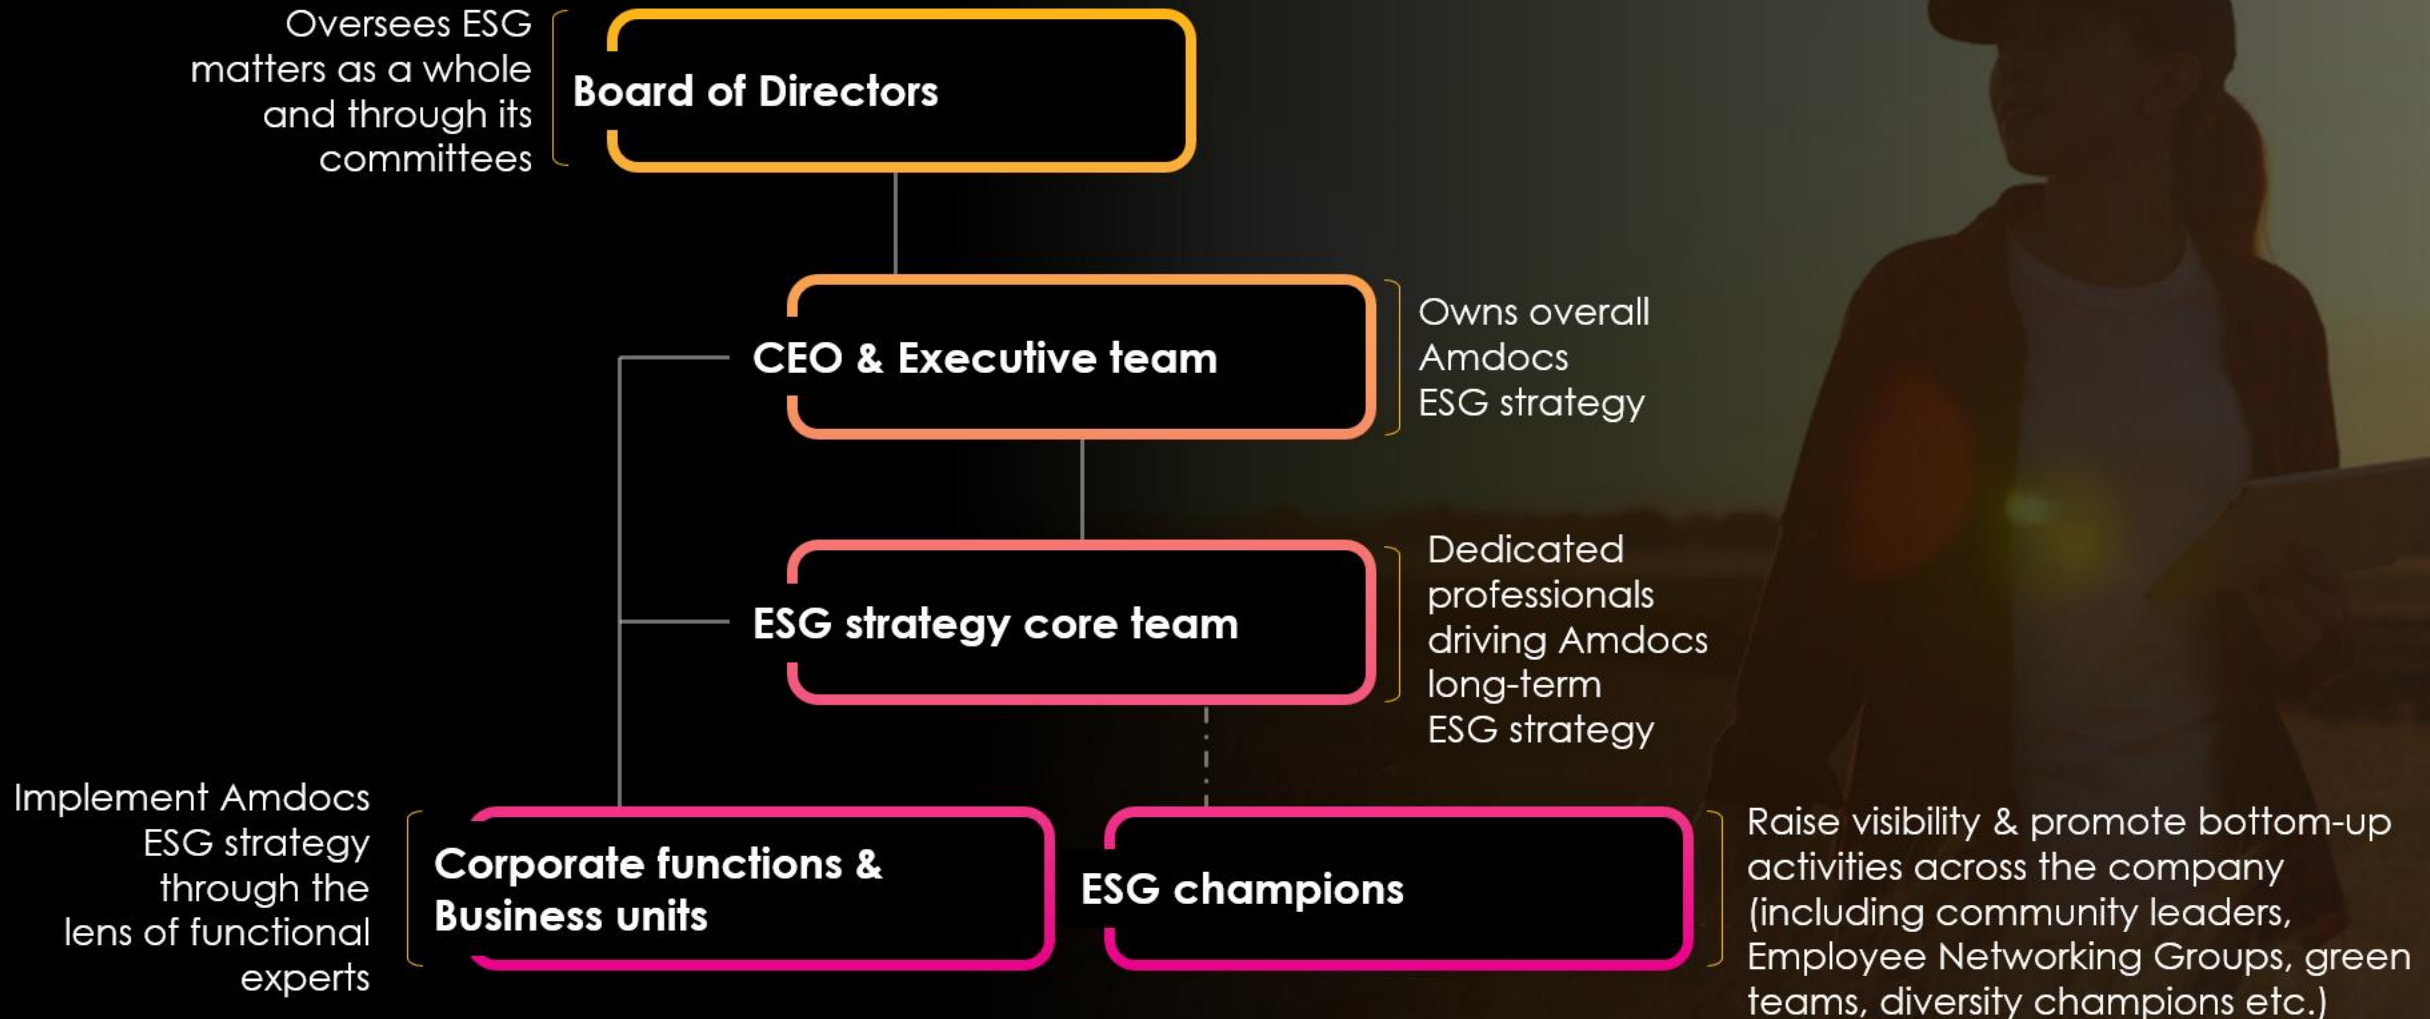 Oversees ESG
matters as a whole
and through its
committees
Board of Directors
CEO & Executive team
Owns overall
Amdocs
ESG strategy
ESG strategy core team
Dedicated
professionals
driving Amdocs
long-term
ESG strategy
Implement Amdocs
ESG strategy
through the
lens of functional
experts
Corporate functions &
Business units
ESG champions
Raise visibility & promote bottom-up
activities across the company
(including community leaders,
Employee Networking Groups, green
teams, diversity champions etc.)